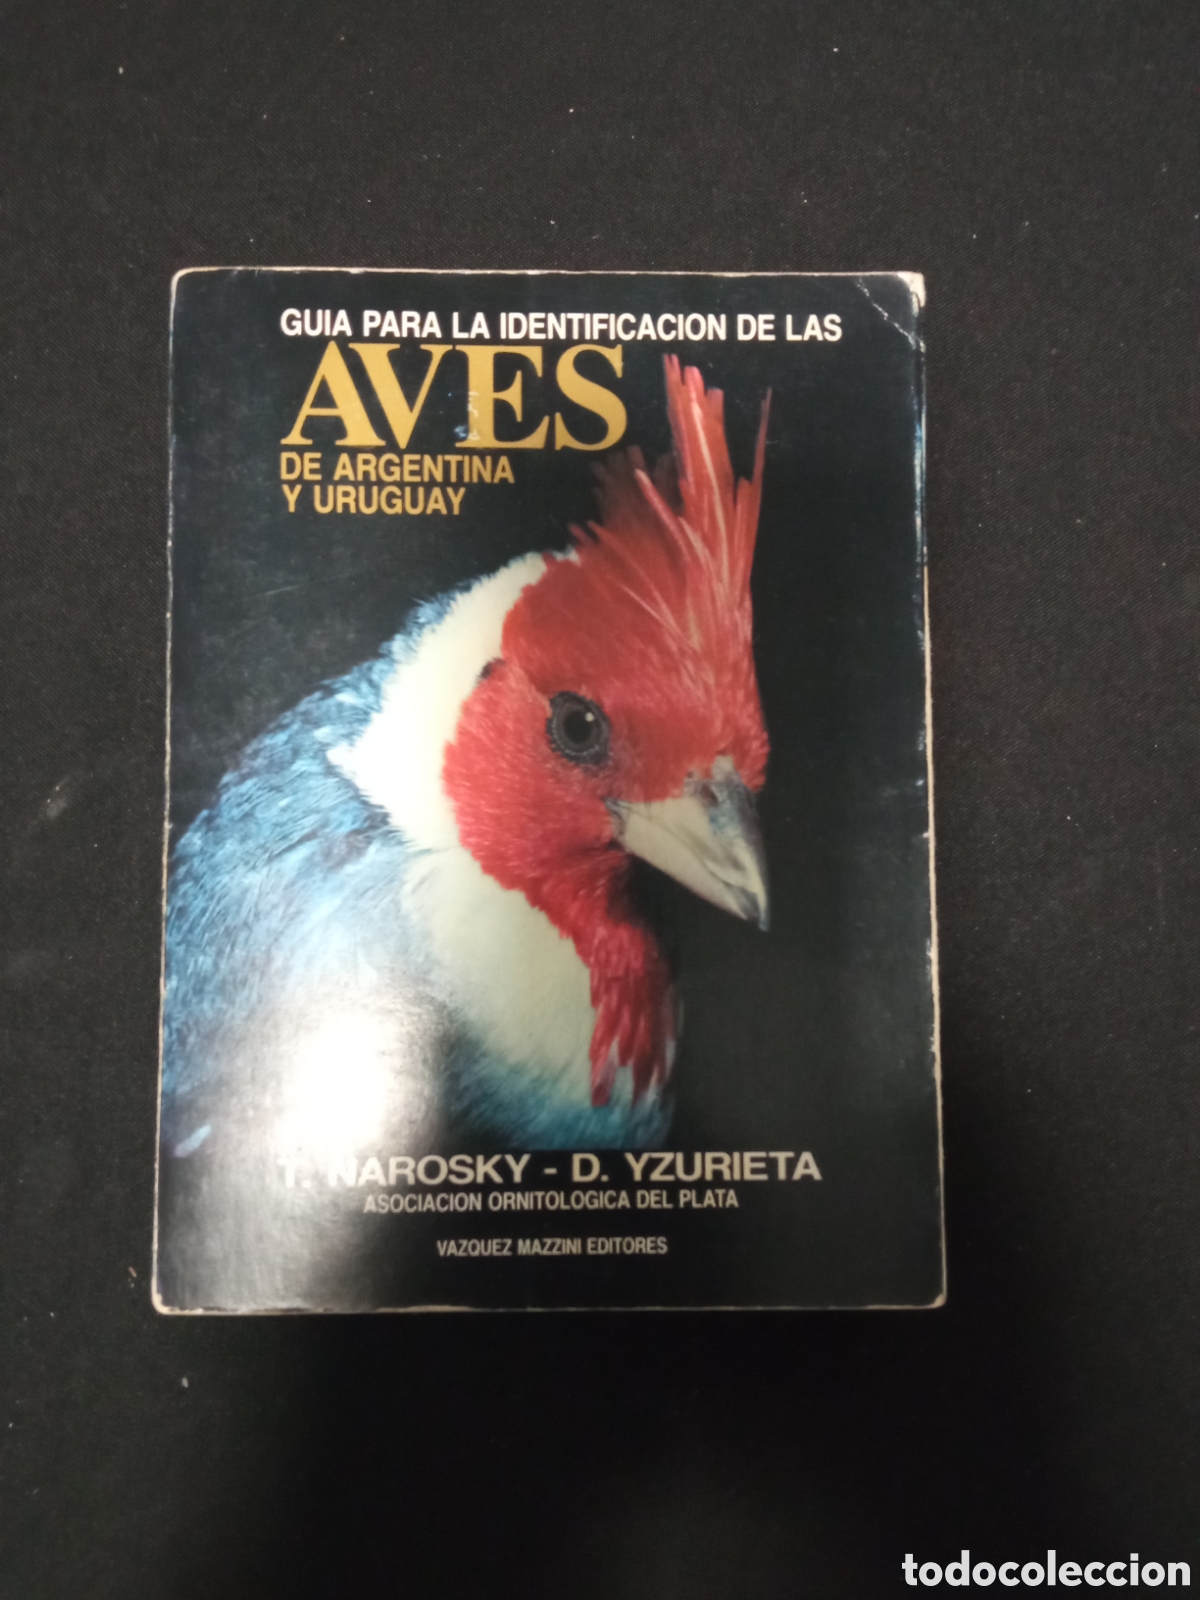 GUIA PARA LA IDENTIFICACION DE LAS
AVES
DE ARGENTINA
Y URUGUAY
T. NAROSKY - D. YZURIETA
ASOCIACION ORNITOLOGICA DEL PLATA
VAZQUEZ MAZZINI EDITORES
todocoleccion